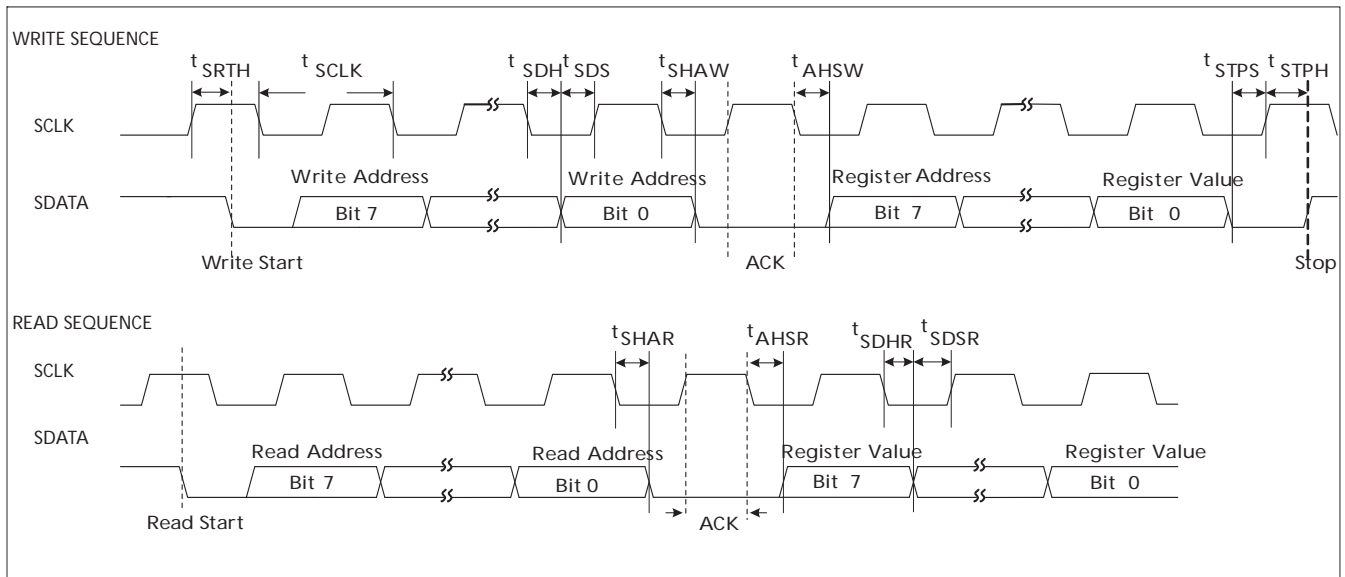 WRITE SEQUENCE
t SRTH t SCLK t SDH t SDS t SHAW t AHSW t STPS t STPH
SCLK
Write Address Write Address Register Address Register Value
SDATA
Bit 7 Bit 0 Bit 7 Bit 0
Write Start ACK Stop
READ SEQUENCE
t SHAR t AHSR t SDHR t SDSR
SCLK
SDATA
Read Address Read Address Register Value Register Value
Bit 7 Bit 0 Bit 7 Bit 0
Read Start ACK